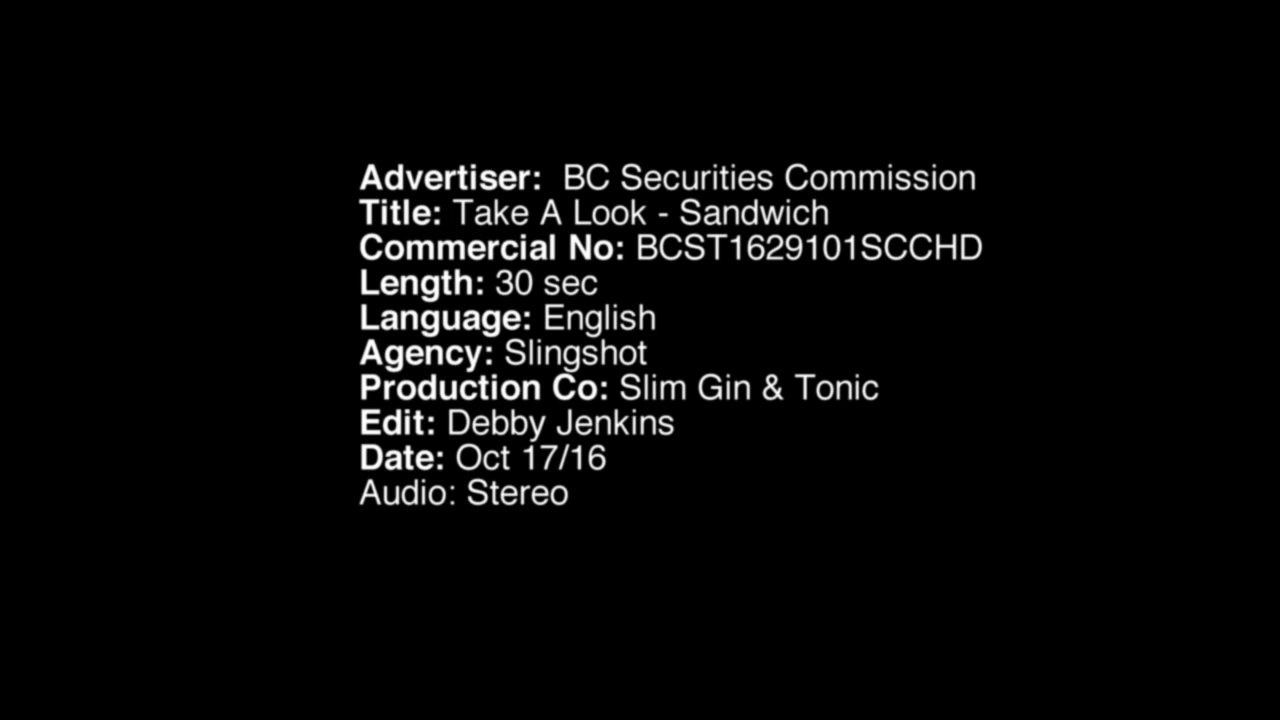 Advertiser:  BC Securities Commission
Title: Take A Look - Sandwich
Commercial No: BCST1629101SCCHD
Length: 30 sec
Language: English
Agency: Slingshot
Production Co: Slim Gin & Tonic
Edit: Debby Jenkins
Date: Oct 17/16
Audio: Stereo